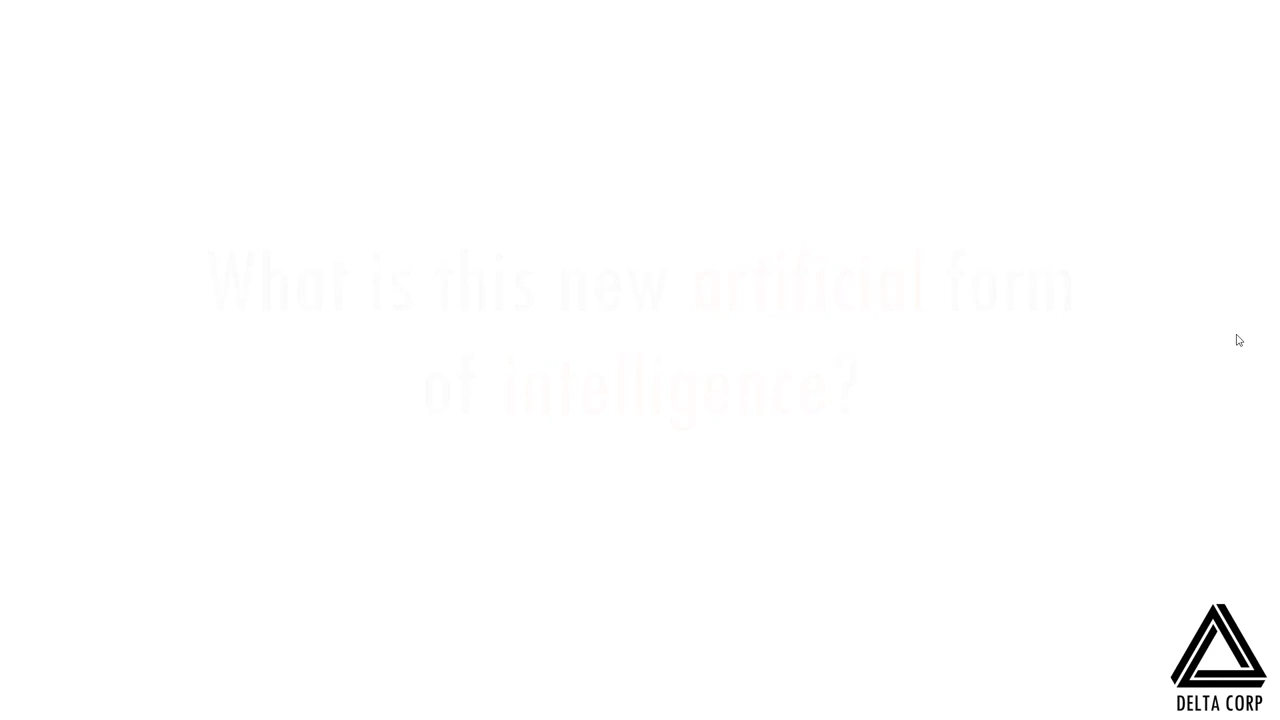 What is this new artificial form
of intelligence?
DELTA CORP